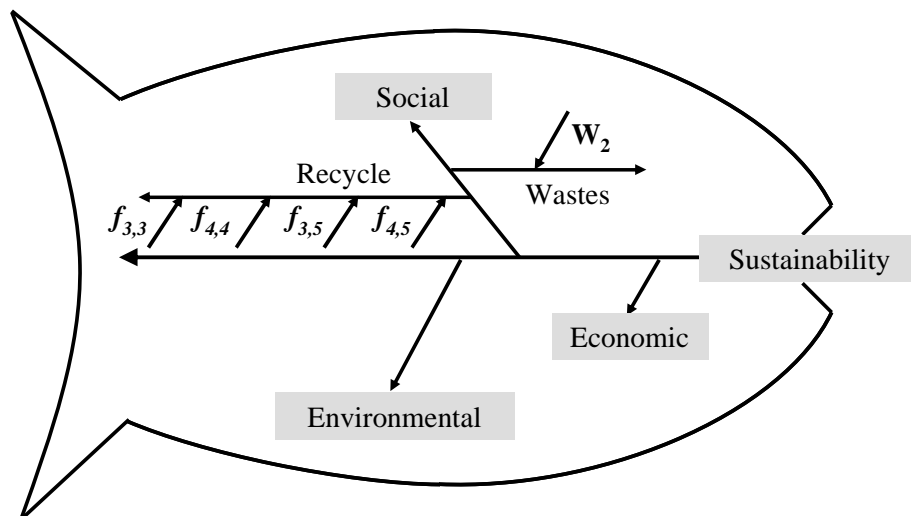 Social
W2
Recycle
Wastes
f3,3
f4,4
f3,5
f4,5
Sustainability
Economic
Environmental